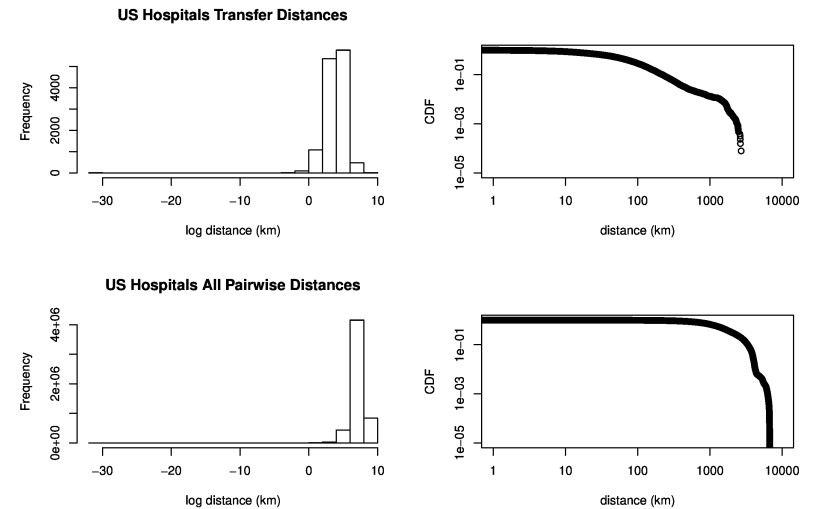 US Hospitals Transfer Distances
Frequency
0 2000 4000
−30 −20 −10 0 10
log distance (km)
CDF
1e−05 1e−03 1e−01
1 10 100 1000 10000
distance (km)
US Hospitals All Pairwise Distances
Frequency
0e+00 2e+06 4e+06
−30 −20 −10 0 10
log distance (km)
CDF
1e−05 1e−03 1e−01
1 10 100 1000 10000
distance (km)